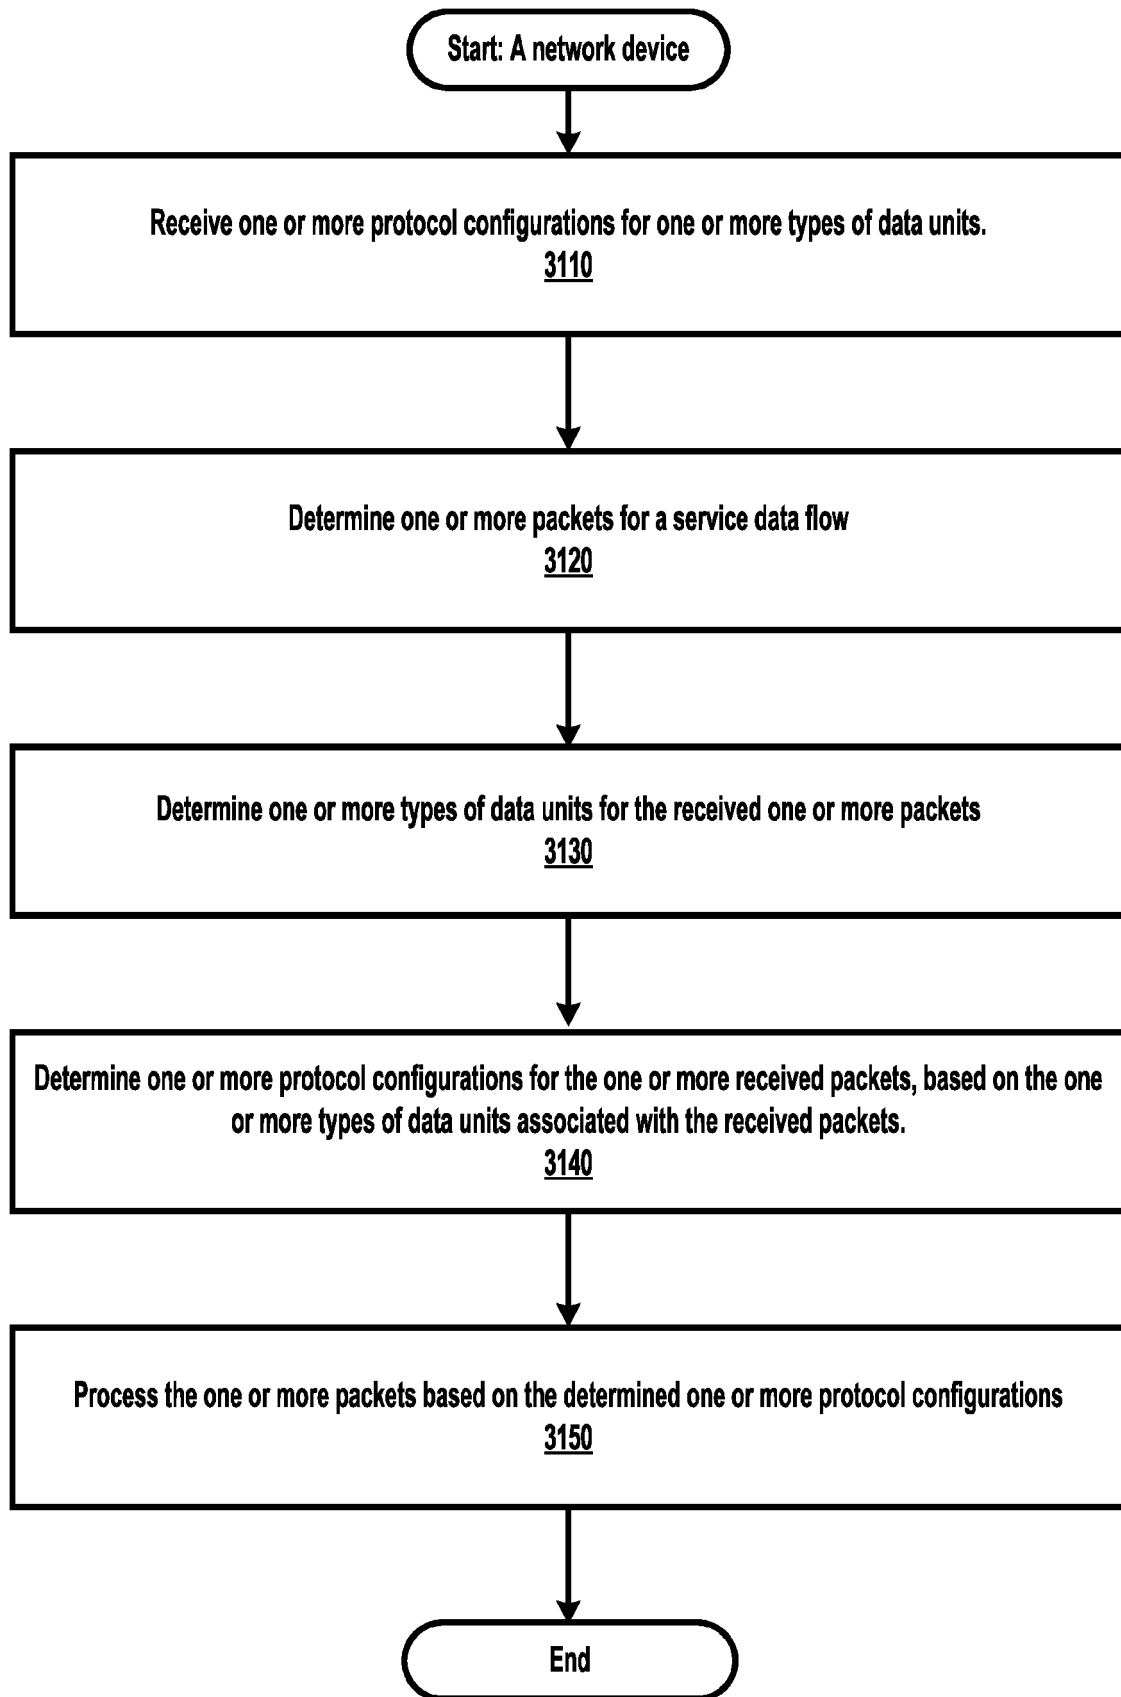 Start: A network device
Receive one or more protocol configurations for one or more types of data units.
3110
Determine one or more packets for a service data flow
3120
Determine one or more types of data units for the received one or more packets
3130
Determine one or more protocol configurations for the one or more received packets, based on the one
or more types of data units associated with the received packets.
3140
Process the one or more packets based on the determined one or more protocol configurations
3150
End